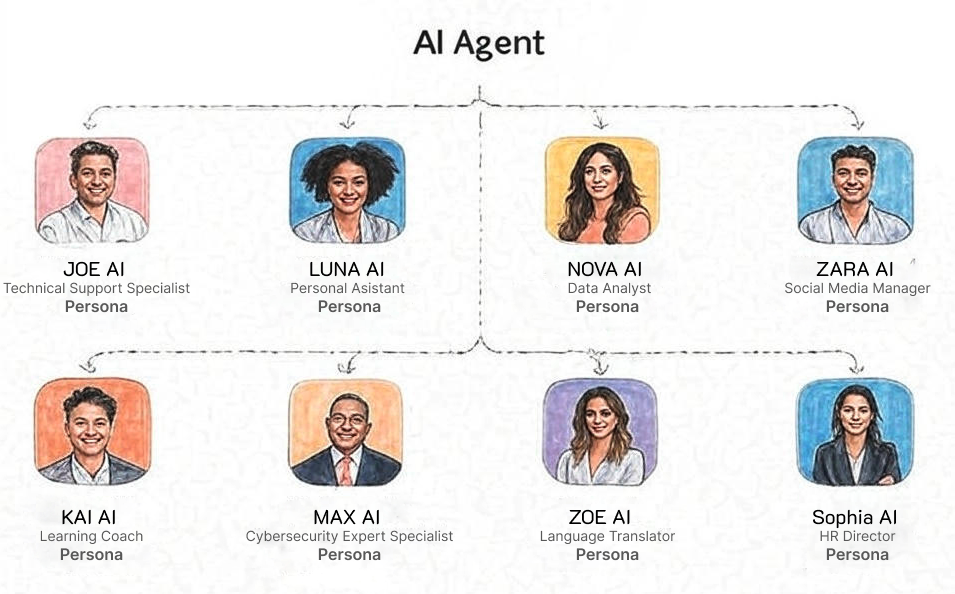 AI Agent
JOE AI
Technical Support Specialist
Persona
LUNA AI
Personal Asistant
Persona
NOVA AI
Data Analyst
Persona
ZARA AI
Social Media Manager
Persona
KAI AI
Learning Coach
Persona
MAX AI
Cybersecurity Expert Specialist
Persona
ZOE AI
Language Translator
Persona
Sophia AI
HR Director
Persona